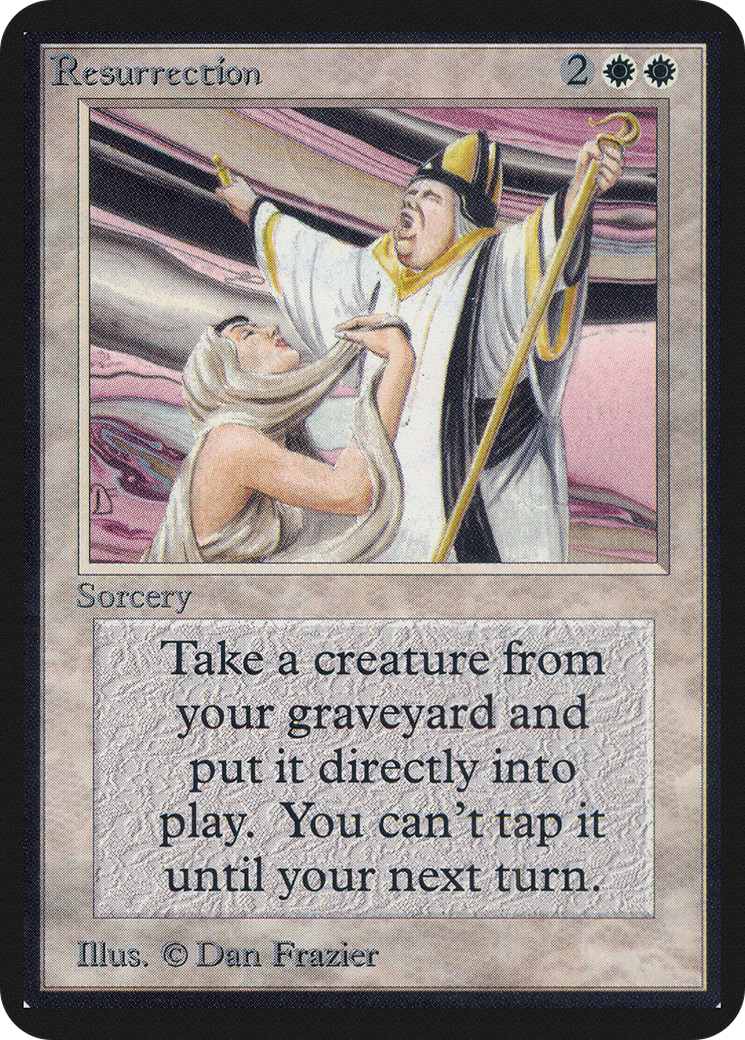 Resurrection 2
Sorcery
Take a creature from
your graveyard and
put it directly into
play. You can't tap it
until your next turn.
Illus. © Dan Frazier